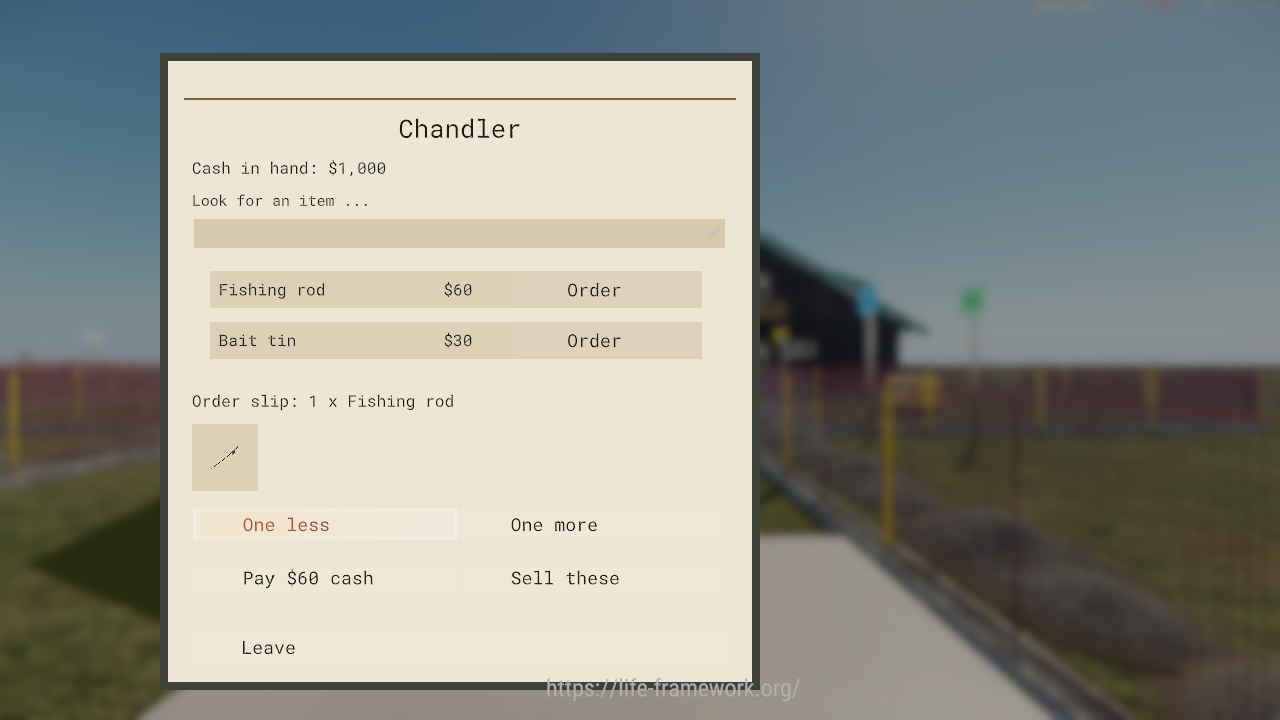 Chandler
Cash in hand: $1,000
Look for an item ...
Fishing rod $60 Order
Bait tin $30 Order
Order slip: 1 x Fishing rod
One less One more
Pay $60 cash Sell these
Leave
https://life-framework.org/